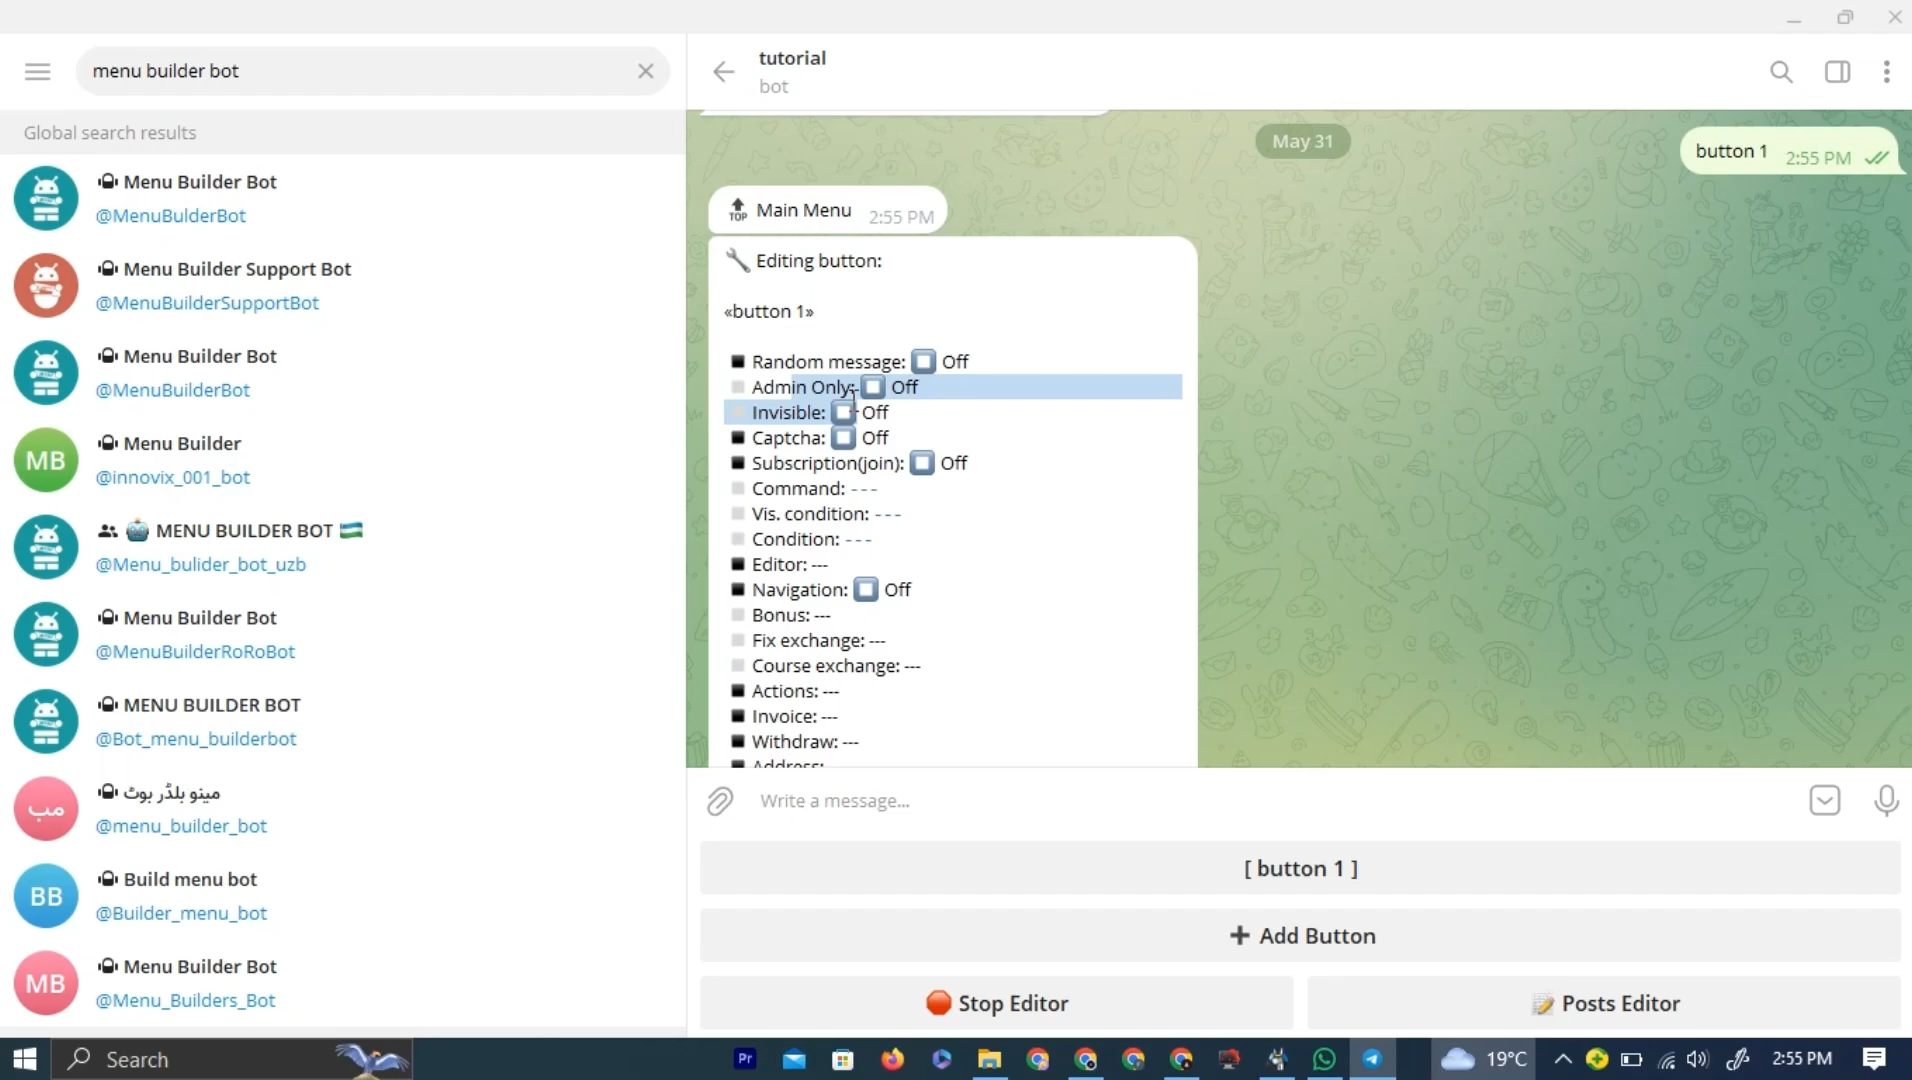 menu builder bot
Global search results
Menu Builder Bot
@MenuBulderBot
Menu Builder Support Bot
@MenuBuilderSupportBot
Menu Builder Bot
@MenuBuilderBot
MB
Menu Builder
@innovix_001_bot
MENU BUILDER BOT
@Menu_bulider_bot_uzb
Menu Builder Bot
@MenuBuilderRoRoBot
MENU BUILDER BOT
@Bot_menu_builderbot
مب
مینو بلڈر بوٹ
@menu_builder_bot
BB
Build menu bot
@Builder_menu_bot
MB
Menu Builder Bot
@Menu_Builders_Bot
tutorial
bot
May 31
button 1 2:55 PM
TOP Main Menu 2:55 PM
Editing button:
«button 1»
Random message: Off
Admin Only: Off
Invisible: Off
Captcha: Off
Subscription(join): Off
Command: ---
Vis. condition: ---
Condition: ---
Editor: ---
Navigation: Off
Bonus: ---
Fix exchange: ---
Course exchange: ---
Actions: ---
Invoice: ---
Withdraw: ---
Address:
Write a message...
[ button 1 ]
+ Add Button
Stop Editor
Posts Editor
Search
Pr
19°C
2:55 PM